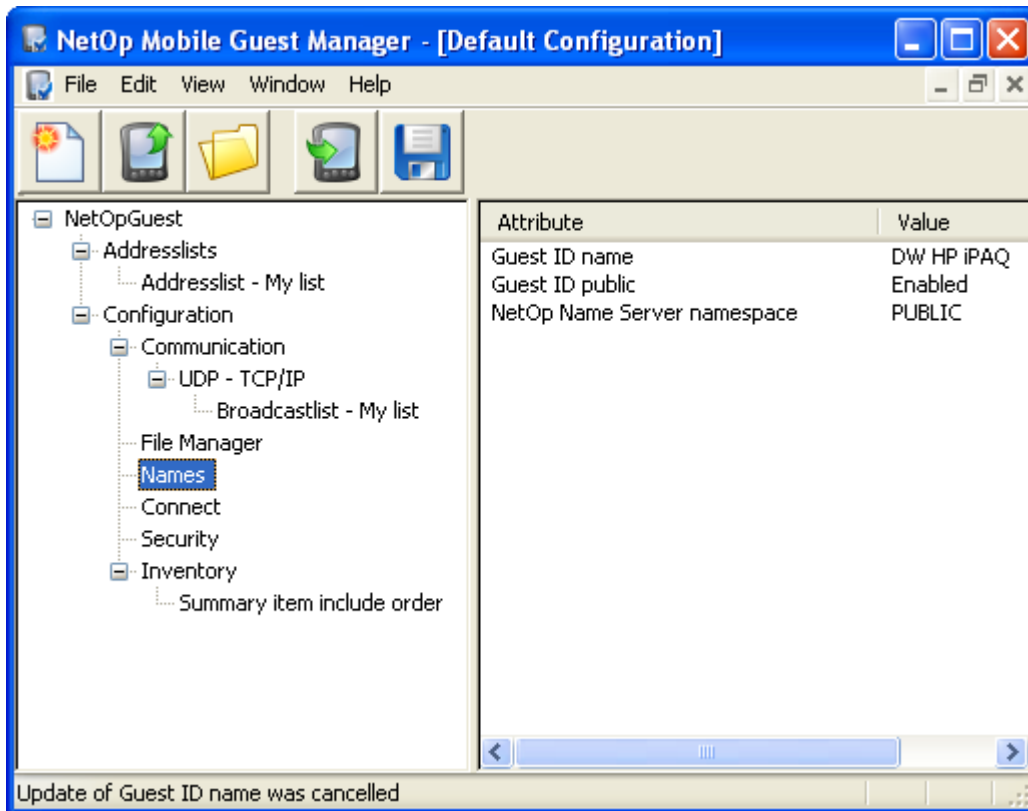 NetOp Mobile Guest Manager - [Default Configuration]
File Edit View Window Help
NetOpGuest
Addresslists
Addresslist - My list
Configuration
Communication
UDP - TCP/IP
Broadcastlist - My list
File Manager
Names
Connect
Security
Inventory
Summary item include order
Attribute Value
Guest ID name DW HP iPAQ
Guest ID public Enabled
NetOp Name Server namespace PUBLIC
Update of Guest ID name was cancelled